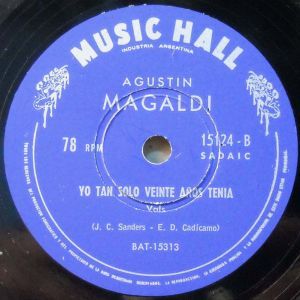 MUSIC HALL
INDUSTRIA ARGENTINA
AGUSTIN
MAGALDI
78 RPM
15124-B
SADAIC
YO TAN SOLO VEINTE AÑOS TENIA
Vals
(J. C. Sanders - E. D. Cadicamo)
BAT-15313